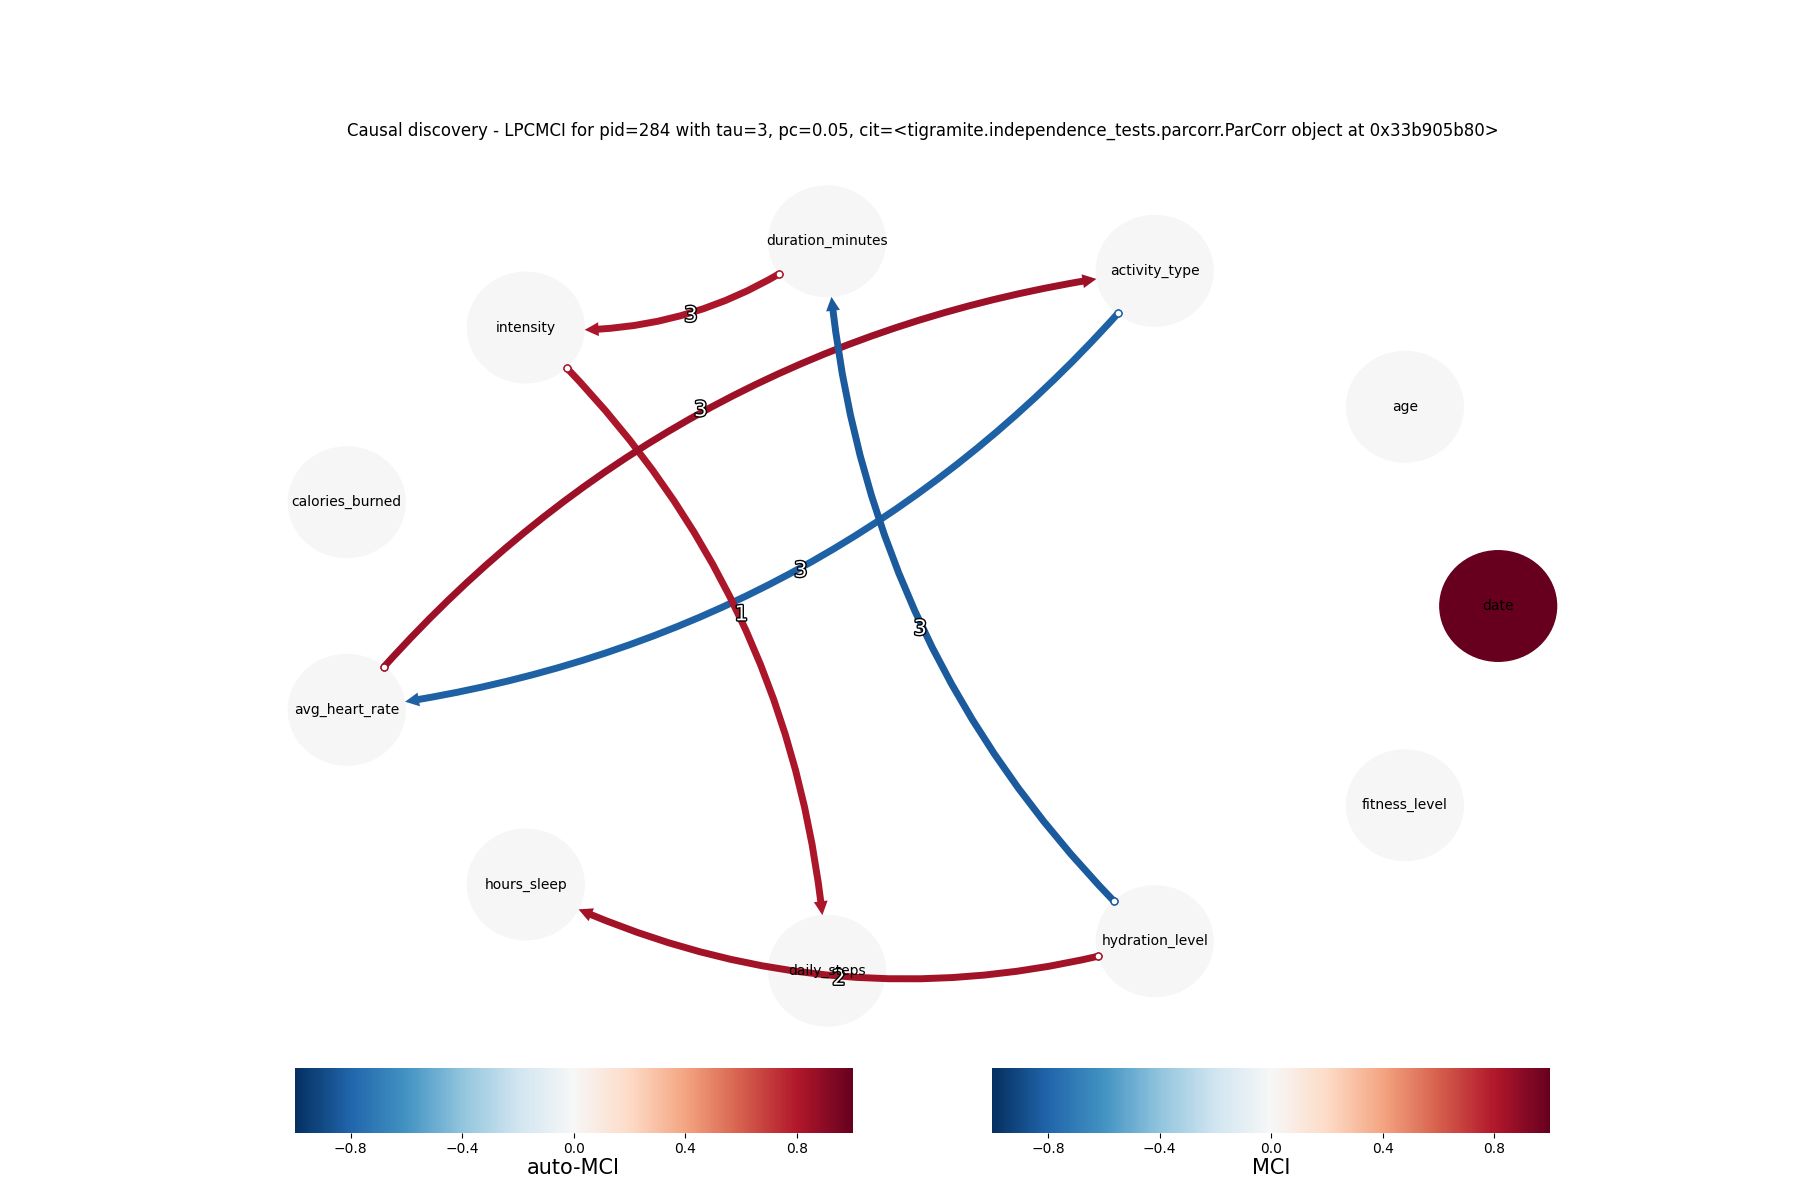 Causal discovery - LPCMCI for pid=284 with tau=3, pc=0.05, cit=<tigramite.independence_tests.parcorr.ParCorr object at 0x33b905b80>
duration_minutes
activity_type
intensity
3
age
3
calories_burned
3
date
1
3
avg_heart_rate
fitness_level
hours_sleep
hydration_level
daily_steps
2
−0.8 −0.4 0.0 0.4 0.8
auto-MCI
−0.8 −0.4 0.0 0.4 0.8
MCI